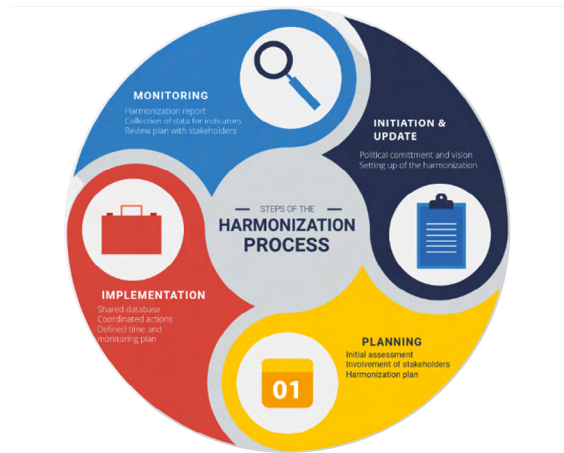 STEPS OF THE
HARMONIZATION
PROCESS
INITIATION &
UPDATE
Political comittment and vision
Setting up of the harmonization
PLANNING
Initial assessment
Involvement of stakeholders
Harmonization plan
01
IMPLEMENTATION
Shared database
Coordinated actions
Defined time and
monitoring plan
MONITORING
Harmonization report
Collection of data for indicators
Review plan with stakeholders